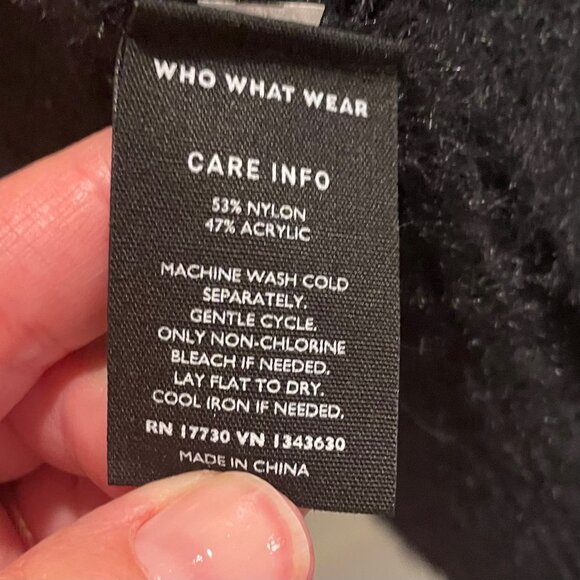 WHO WHAT WEAR
CARE INFO
53% NYLON
47% ACRYLIC
MACHINE WASH COLD
SEPARATELY.
GENTLE CYCLE.
ONLY NON-CHLORINE
BLEACH IF NEEDED.
LAY FLAT TO DRY.
COOL IRON IF NEEDED.
RN 17730 VN 1343630
MADE IN CHINA